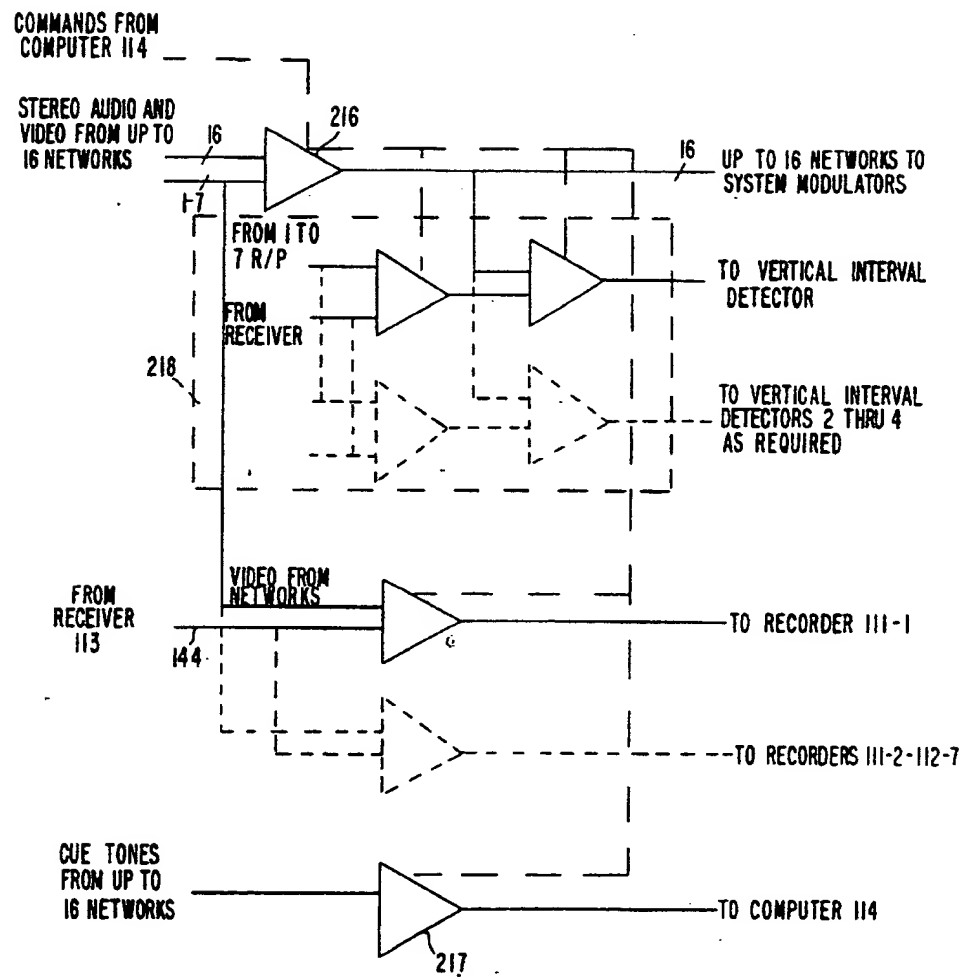 COMMANDS FROM
COMPUTER 114
STEREO AUDIO AND
VIDEO FROM UP TO
16 NETWORKS
16
1-7
216
16
UP TO 16 NETWORKS TO
SYSTEM MODULATORS
FROM 1 TO
7 R/P
FROM
RECEIVER
TO VERTICAL INTERVAL
DETECTOR
218
TO VERTICAL INTERVAL
DETECTORS 2 THRU 4
AS REQUIRED
VIDEO FROM
NETWORKS
FROM
RECEIVER
113
144
TO RECORDER 111-1
TO RECORDERS 111-2-112-7
CUE TONES
FROM UP TO
16 NETWORKS
TO COMPUTER 114
217